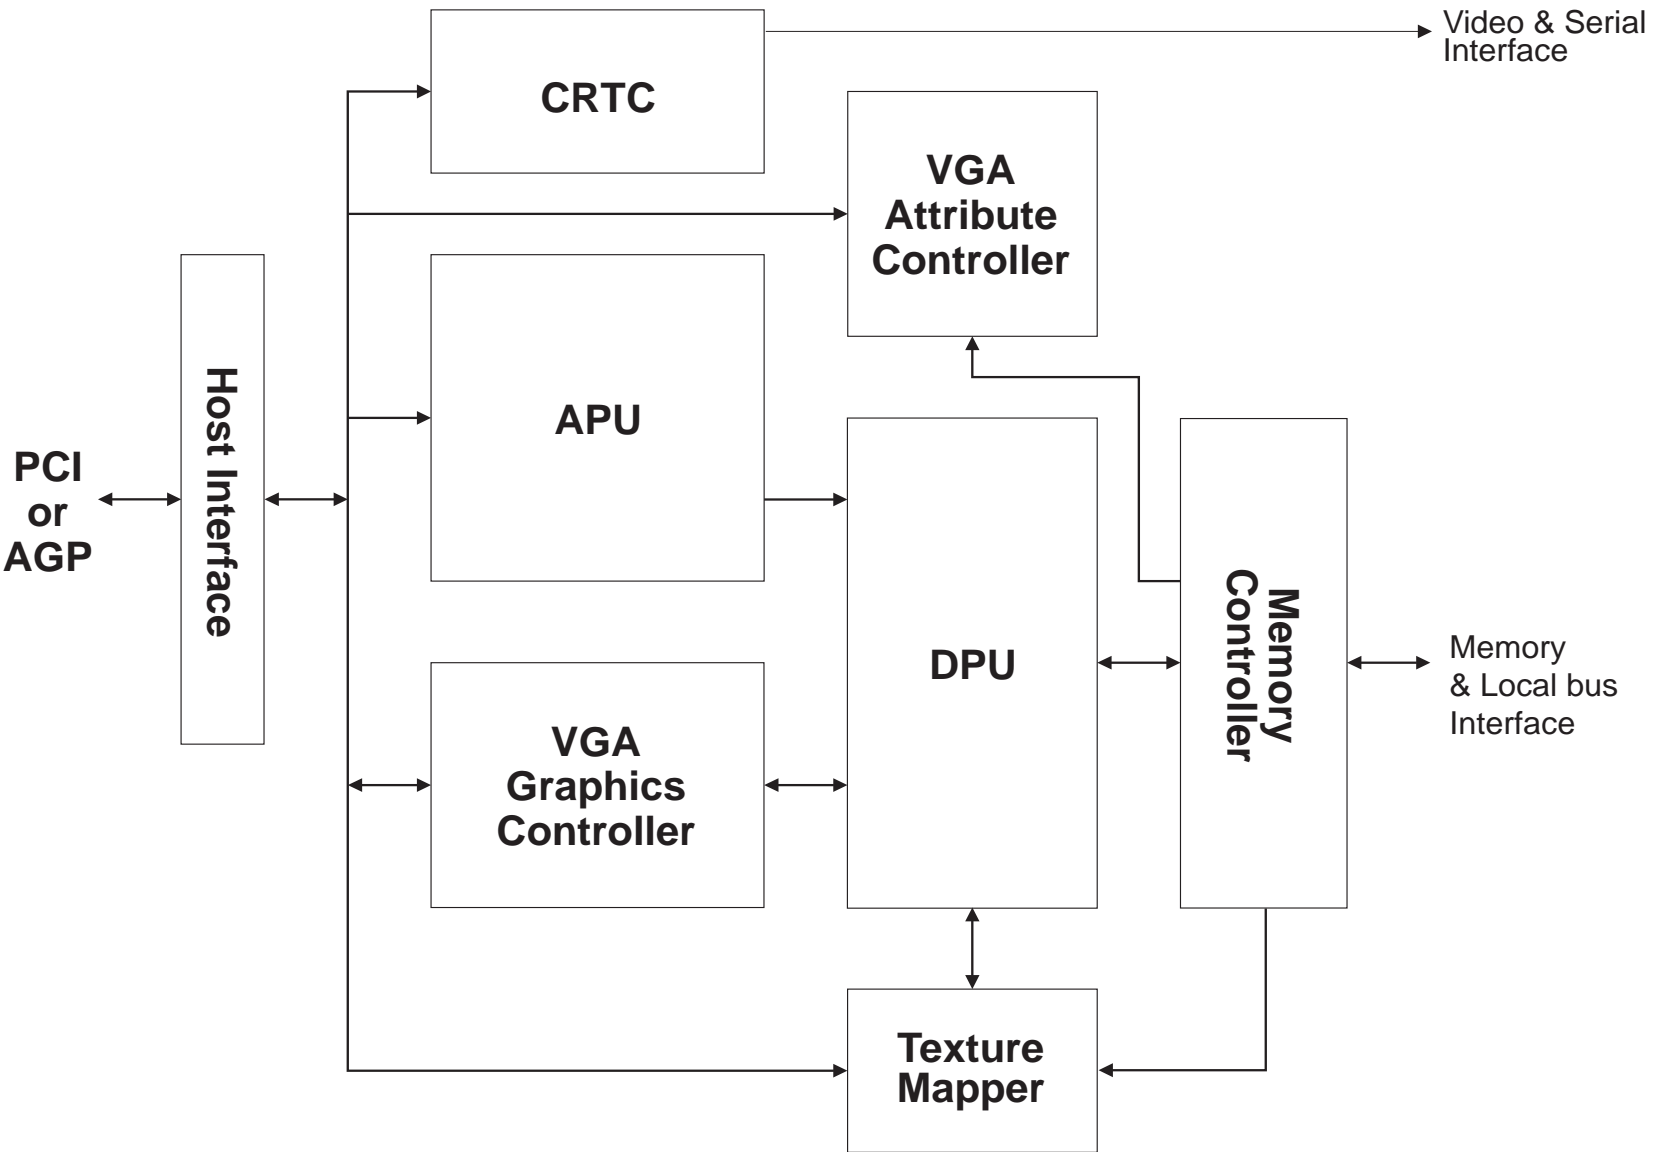 Video & Serial
Interface
CRTC
VGA
Attribute
Controller
Host Interface
APU
PCI
or
AGP
DPU
Memory
Controller
Memory
& Local bus
Interface
VGA
Graphics
Controller
Texture
Mapper